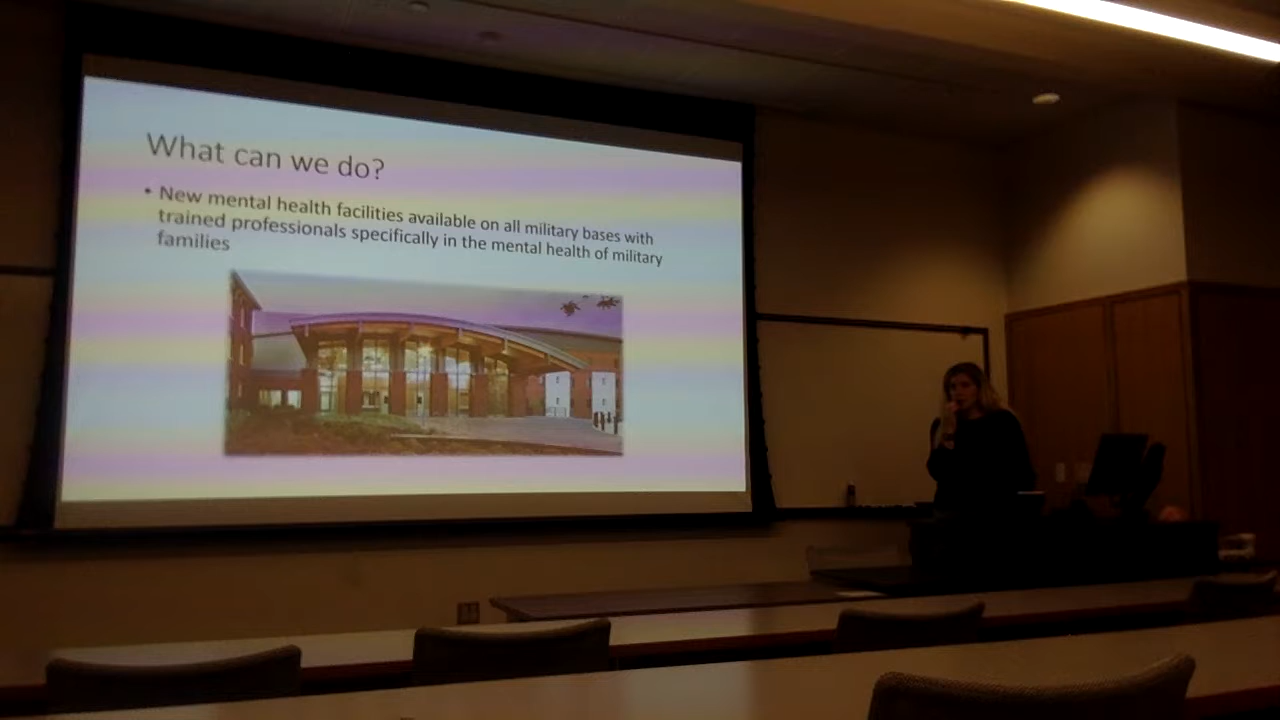 What can we do?
• New mental health facilities available on all military bases with
trained professionals specifically in the mental health of military
families